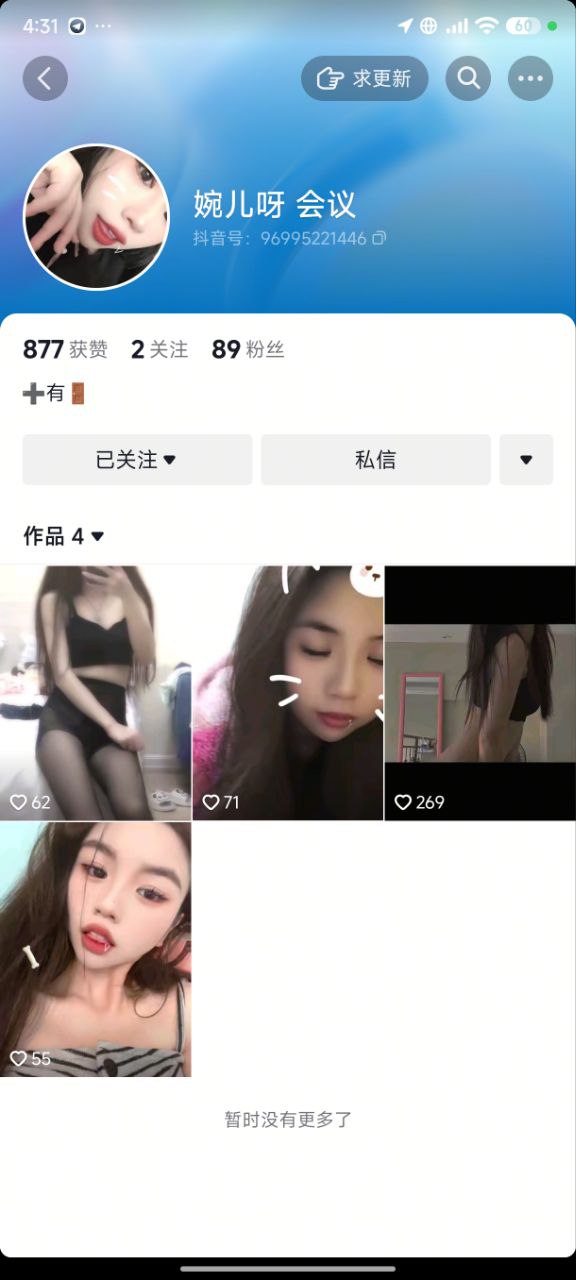 4:31 ··· 60
求更新
婉儿呀 会议
抖音号：96995221446
877 获赞 2 关注 89 粉丝
➕有🚪
已关注 私信
作品 4
62 71 269
55
暂时没有更多了